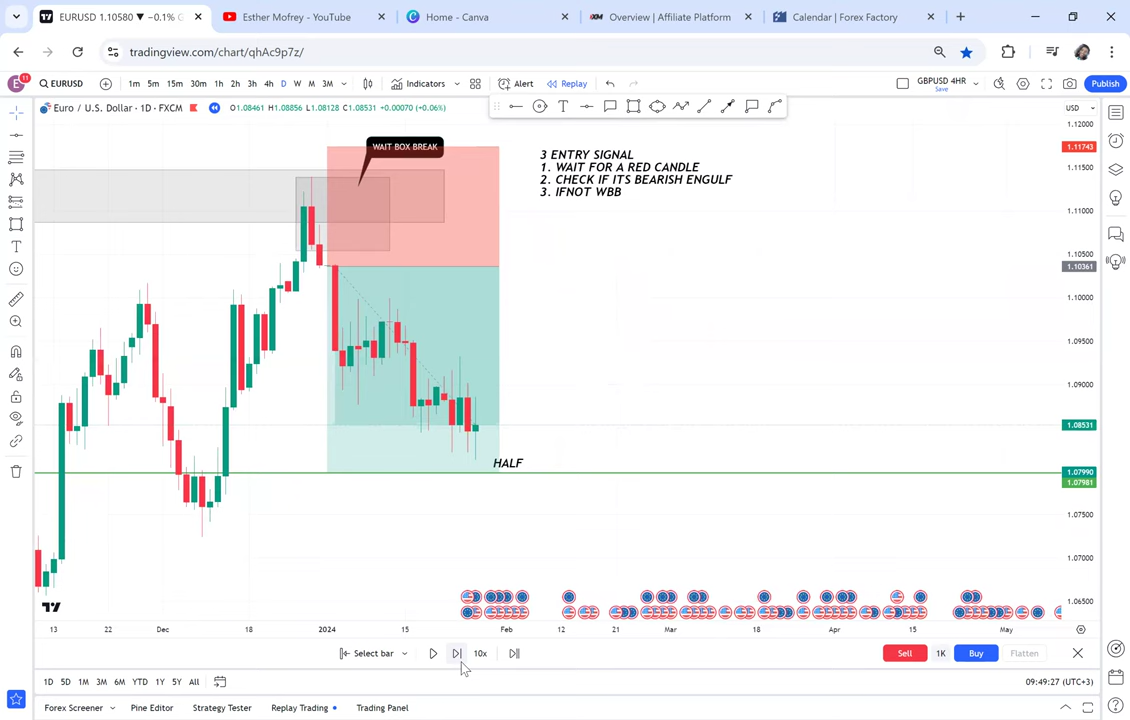 EURUSD 1.10580 ▼ −0.1%
Esther Mofrey - YouTube
Home - Canva
XM Overview | Affiliate Platform
Calendar | Forex Factory
tradingview.com/chart/qhAc9p7z/
E 11 EURUSD 1m 5m 15m 30m 1h 2h 3h 4h D W M 3M Indicators Alert Replay GBPUSD 4HR Save Publish
Euro / U.S. Dollar · 1D · FXCM O1.08461 H1.08856 L1.08128 C1.08531 +0.00070 (+0.06%)
USD
1.12000
1.11743
1.11500
1.11000
1.10500
1.10361
1.10000
1.09500
1.09000
1.08531
1.07990
1.07981
1.07500
1.07000
1.06500
WAIT BOX BREAK
3 ENTRY SIGNAL
1. WAIT FOR A RED CANDLE
2. CHECK IF ITS BEARISH ENGULF
3. IFNOT WBB
HALF
13 22 Dec 18 2024 15 Feb 12 21 Mar 18 Apr 15 May
Select bar 10x Sell 1K Buy Flatten
1D 5D 1M 3M 6M YTD 1Y 5Y All 09:49:27 (UTC+3)
Forex Screener Pine Editor Strategy Tester Replay Trading Trading Panel